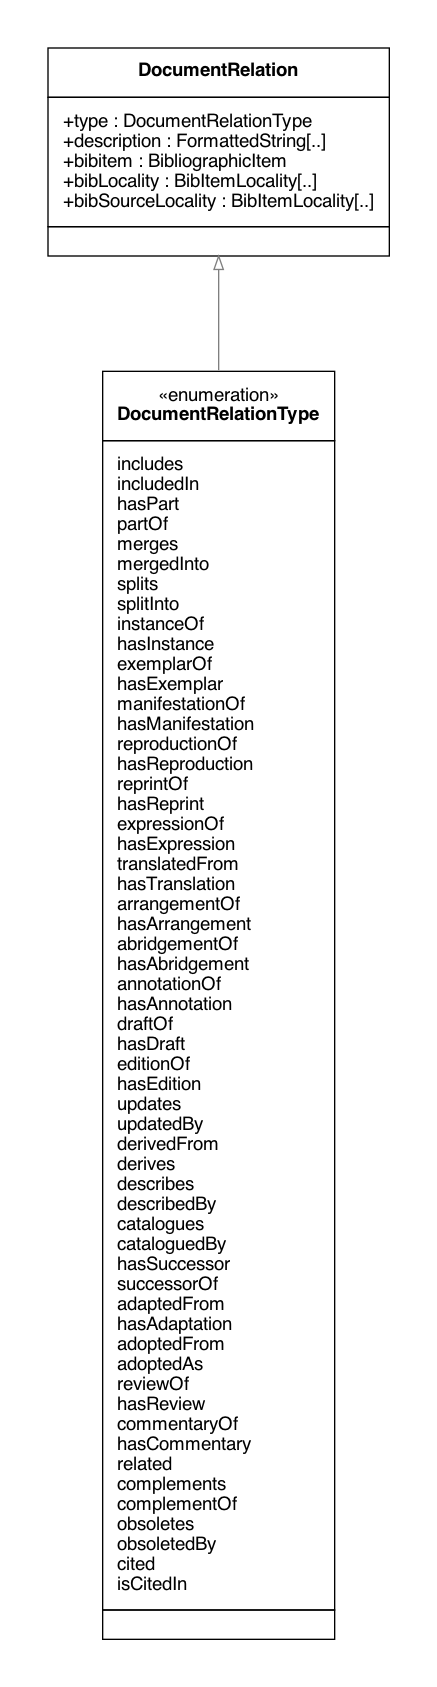 DocumentRelation
+type : DocumentRelationType
+description : FormattedString[..]
+bibitem : BibliographicItem
+bibLocality : BibItemLocality[..]
+bibSourceLocality : BibItemLocality[..]
«enumeration»
DocumentRelationType
includes
includedIn
hasPart
partOf
merges
mergedInto
splits
splitInto
instanceOf
hasInstance
exemplarOf
hasExemplar
manifestationOf
hasManifestation
reproductionOf
hasReproduction
reprintOf
hasReprint
expressionOf
hasExpression
translatedFrom
hasTranslation
arrangementOf
hasArrangement
abridgementOf
hasAbridgement
annotationOf
hasAnnotation
draftOf
hasDraft
editionOf
hasEdition
updates
updatedBy
derivedFrom
derives
describes
describedBy
catalogues
cataloguedBy
hasSuccessor
successorOf
adaptedFrom
hasAdaptation
adoptedFrom
adoptedAs
reviewOf
hasReview
commentaryOf
hasCommentary
related
complements
complementOf
obsoletes
obsoletedBy
cited
isCitedIn